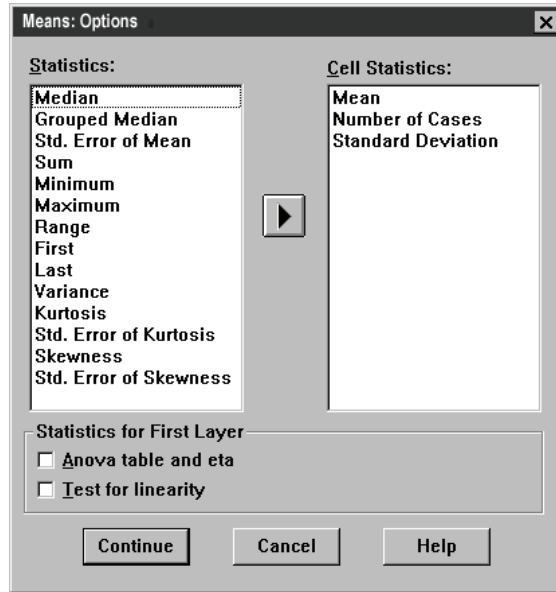 Means: Options
Statistics:
Median
Grouped Median
Std. Error of Mean
Sum
Minimum
Maximum
Range
First
Last
Variance
Kurtosis
Std. Error of Kurtosis
Skewness
Std. Error of Skewness
Cell Statistics:
Mean
Number of Cases
Standard Deviation
Statistics for First Layer
Anova table and eta
Test for linearity
Continue
Cancel
Help